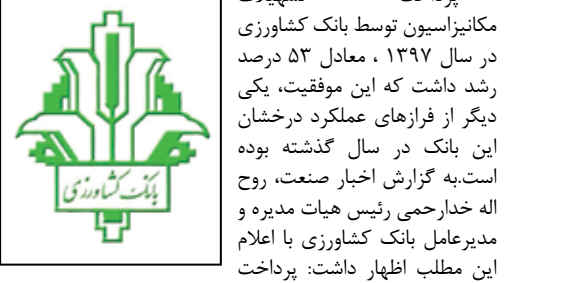 پرداخت تسهیلات
مکانیزاسیون توسط بانک کشاورزی
در سال ۱۳۹۷ ، معادل ۵۳ درصد
رشد داشت که این موفقیت، یکی
دیگر از فرازهای عملکرد درخشان
این بانک در سال گذشته بوده
است.به گزارش اخبار صنعت، روح
اله خدارحمی رئیس هیات مدیره و
مدیرعامل بانک کشاورزی با اعلام
این مطلب اظهار داشت: پرداخت
بانک کشاورزی